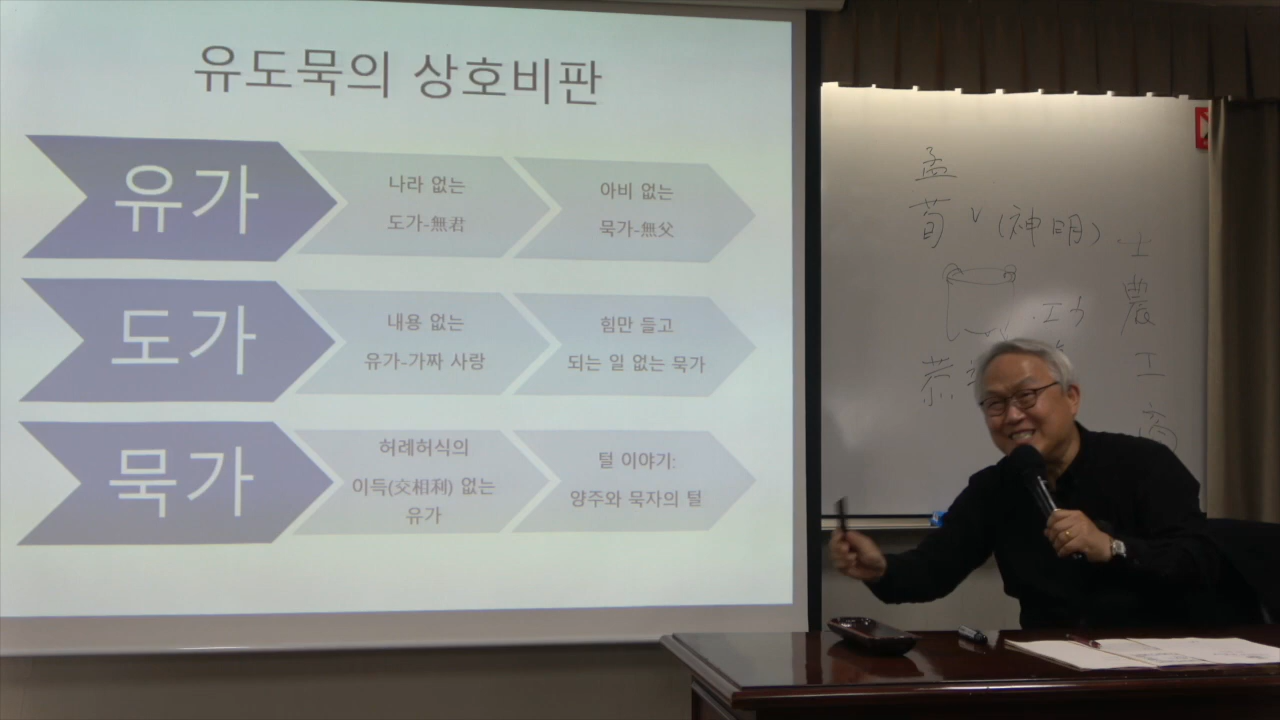 유도묵의 상호비판
유가
나라 없는
도가-無君
아비 없는
묵가-無父
도가
내용 없는
유가-가짜 사랑
힘만 들고
되는 일 없는 묵가
묵가
허례허식의
이득(交相利) 없는
유가
털 이야기:
양주와 묵자의 털
孟
荀 v (神明)
士
農
工
商